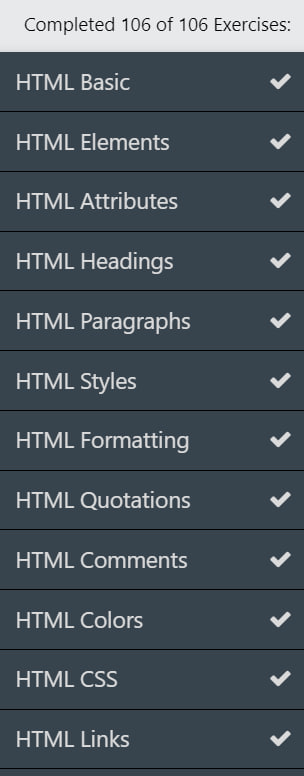 Completed 106 of 106 Exercises:
HTML Basic
HTML Elements
HTML Attributes
HTML Headings
HTML Paragraphs
HTML Styles
HTML Formatting
HTML Quotations
HTML Comments
HTML Colors
HTML CSS
HTML Links